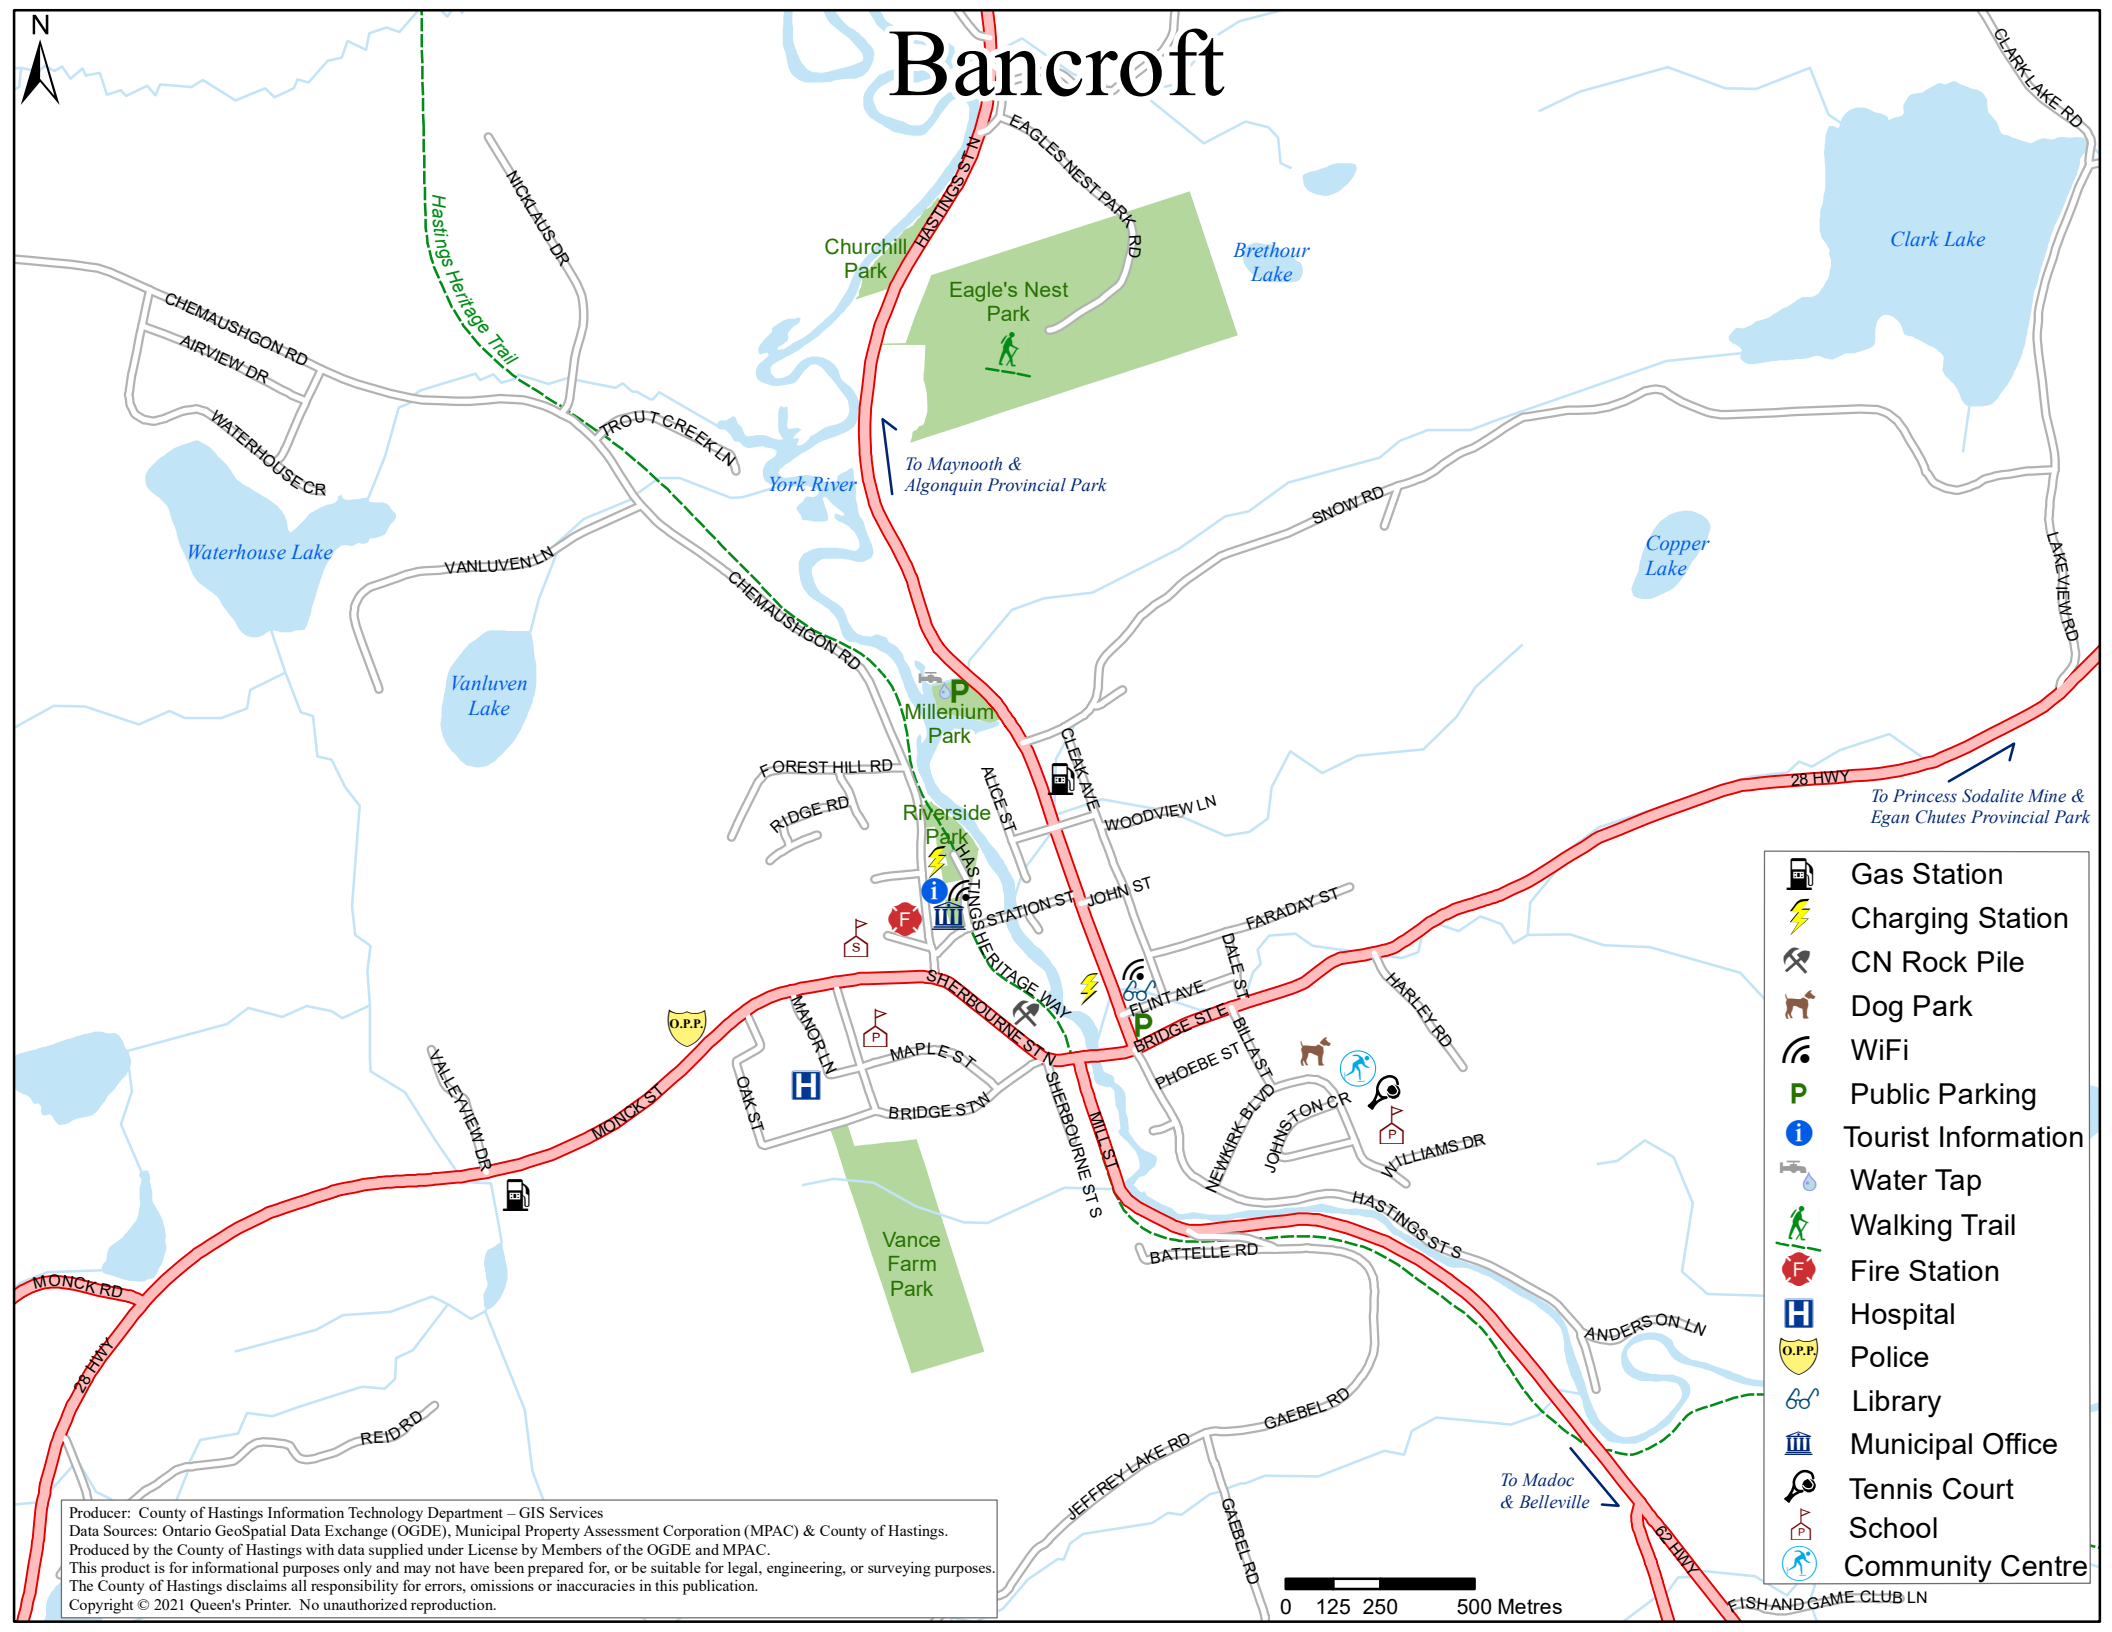 N
Bancroft
CLARK LAKE RD
EAGLES NEST PARK RD
HASTINGS ST N
NICKLAUS DR
Hastings Heritage Trail
Churchill
Park
Eagle's Nest
Park
Brethour
Lake
Clark Lake
CHEMAUSHGON RD
AIRVIEW DR
WATERHOUSE CR
TROUT CREEK LN
To Maynooth &
Algonquin Provincial Park
York River
SNOW RD
Waterhouse Lake
VANLUVEN LN
Copper
Lake
LAKEVIEW RD
CHEMAUSHGON RD
Vanluven
Lake
P
Millenium
Park
CLEAK AVE
FOREST HILL RD
ALICE ST
RIDGE RD
Riverside
Park
WOODVIEW LN
28 HWY
To Princess Sodalite Mine &
Egan Chutes Provincial Park
HASTINGS HERITAGE WAY
i
F
S
STATION ST
JOHN ST
FARADAY ST
DALE ST
SHERBOURNE ST N
FLINT AVE
P
BRIDGE ST E
HARLEY RD
O.P.P.
MANOR LN
P
MAPLE ST
H
OAK ST
BRIDGE ST W
VALLEYVIEW DR
MONCK ST
PHOEBE ST
BILLA ST
NEWKIRK BLVD
JOHNSTON CR
P
WILLIAMS DR
SHERBOURNE ST S
MILL ST
HASTINGS ST S
BATTELLE RD
Vance
Farm
Park
MONCK RD
28 HWY
ANDERSON LN
REID RD
GAEBEL RD
JEFFREY LAKE RD
GAEBEL RD
To Madoc
& Belleville
62 HWY
FISH AND GAME CLUB LN
Gas Station
Charging Station
CN Rock Pile
Dog Park
WiFi
P Public Parking
i Tourist Information
Water Tap
Walking Trail
F Fire Station
H Hospital
O.P.P. Police
Library
Municipal Office
Tennis Court
P School
Community Centre
Producer: County of Hastings Information Technology Department – GIS Services
Data Sources: Ontario GeoSpatial Data Exchange (OGDE), Municipal Property Assessment Corporation (MPAC) & County of Hastings.
Produced by the County of Hastings with data supplied under License by Members of the OGDE and MPAC.
This product is for informational purposes only and may not have been prepared for, or be suitable for legal, engineering, or surveying purposes.
The County of Hastings disclaims all responsibility for errors, omissions or inaccuracies in this publication.
Copyright © 2021 Queen's Printer. No unauthorized reproduction.
0 125 250 500 Metres